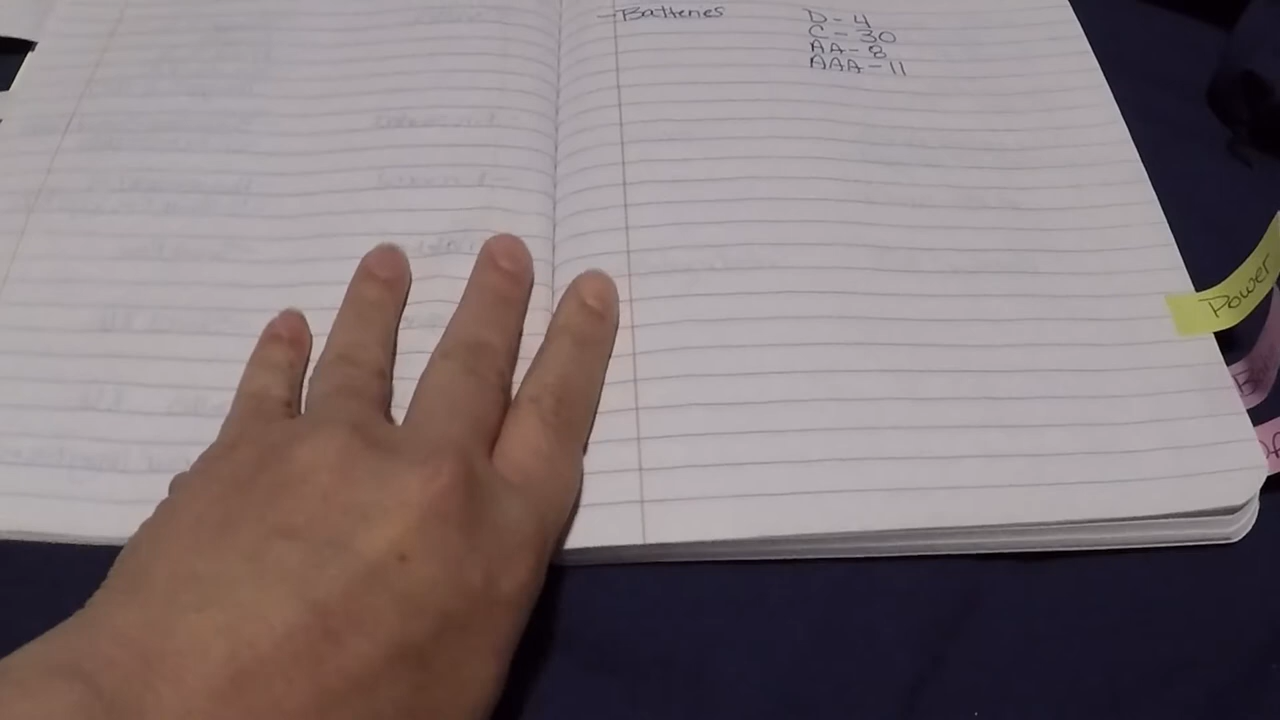 - Batteries
D - 4
C - 30
AA - 8
AAA - 11
Power